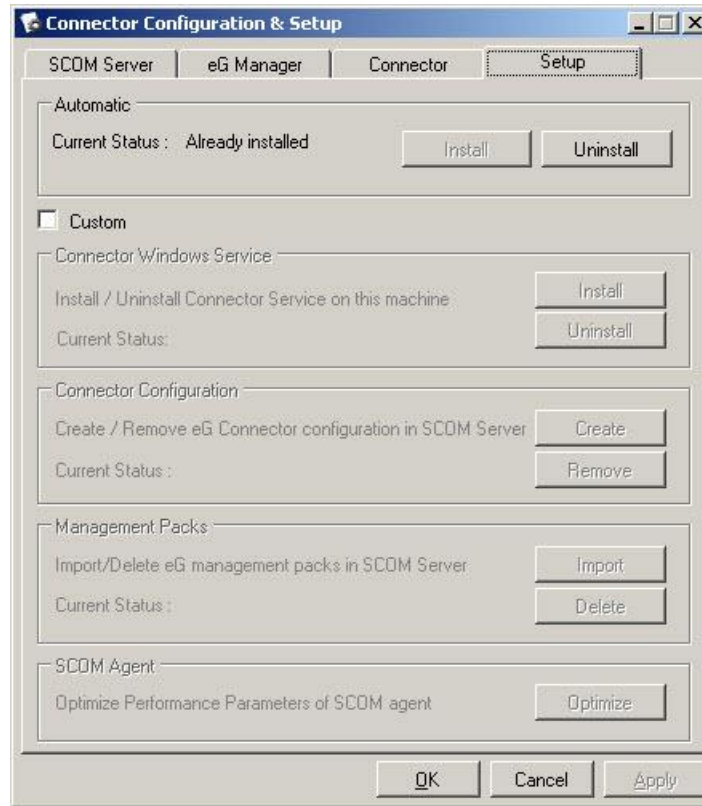 Connector Configuration & Setup
SCOM Server eG Manager Connector Setup
Automatic
Current Status : Already installed Install Uninstall
Custom
Connector Windows Service
Install / Uninstall Connector Service on this machine Install
Current Status: Uninstall
Connector Configuration
Create / Remove eG Connector configuration in SCOM Server Create
Current Status : Remove
Management Packs
Import/Delete eG management packs in SCOM Server Import
Current Status : Delete
SCOM Agent
Optimize Performance Parameters of SCOM agent Optimize
OK Cancel Apply